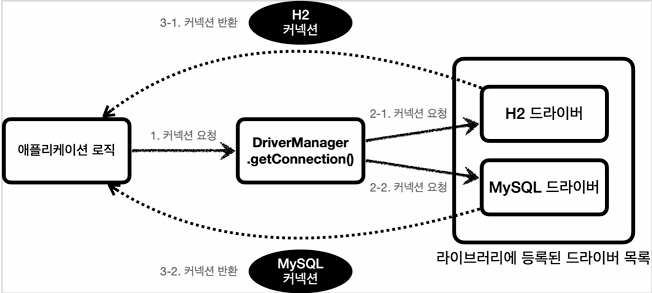 3-1. 커넥션 반환
H2
커넥션
애플리케이션 로직
1. 커넥션 요청
DriverManager
.getConnection()
2-1. 커넥션 요청
2-2. 커넥션 요청
H2 드라이버
MySQL 드라이버
라이브러리에 등록된 드라이버 목록
3-2. 커넥션 반환
MySQL
커넥션